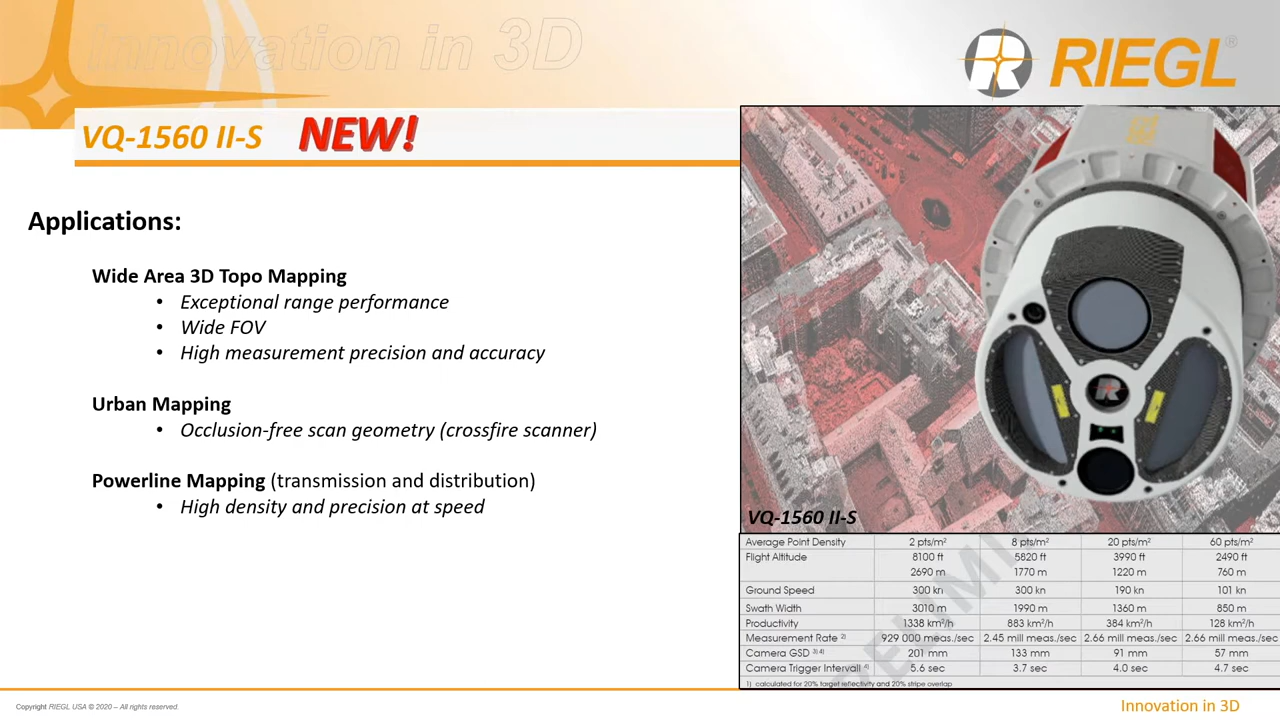 Innovation in 3D
RIEGL®
VQ-1560 II-S NEW!
Applications:
Wide Area 3D Topo Mapping
• Exceptional range performance
• Wide FOV
• High measurement precision and accuracy
Urban Mapping
• Occlusion-free scan geometry (crossfire scanner)
Powerline Mapping (transmission and distribution)
• High density and precision at speed
VQ-1560 II-S
Average Point Density 2 pts/m² 8 pts/m² 20 pts/m² 60 pts/m²
Flight Altitude 8100 ft 5820 ft 3990 ft 2490 ft
2690 m 1770 m 1220 m 760 m
Ground Speed 300 kn 300 kn 190 kn 101 kn
Swath Width 3010 m 1990 m 1360 m 850 m
Productivity 1338 km²/h 883 km²/h 384 km²/h 128 km²/h
Measurement Rate 2) 929 000 meas./sec 2.45 mill meas./sec 2.66 mill meas./sec 2.66 mill meas./sec
Camera GSD 3) 4) 201 mm 133 mm 91 mm 57 mm
Camera Trigger Intervall 4) 5.6 sec 3.7 sec 4.0 sec 4.7 sec
1) calculated for 20% target reflectivity and 20% stripe overlap
Copyright RIEGL USA © 2020 – All rights reserved.
Innovation in 3D